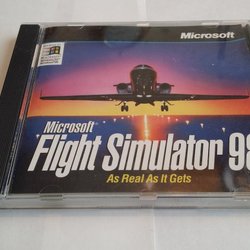 Microsoft
Microsoft
Flight Simulator 98
As Real As It Gets